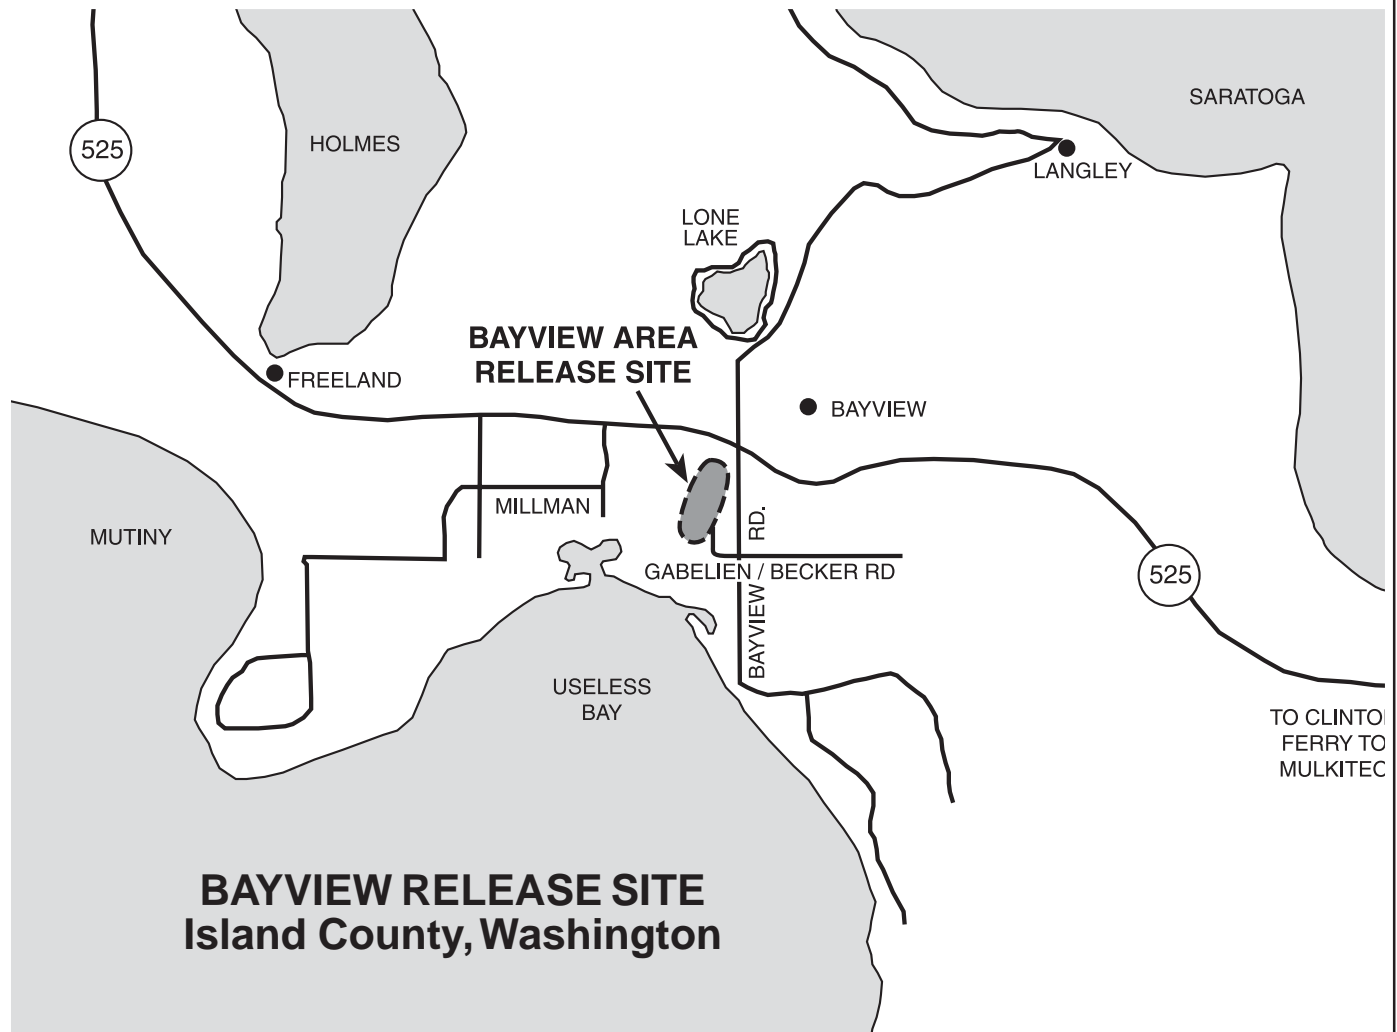 SARATOGA
525
HOLMES
LANGLEY
LONE
LAKE
BAYVIEW AREA
RELEASE SITE
FREELAND
BAYVIEW
MILLMAN
MUTINY
GABELIEN / BECKER RD
BAYVIEW RD.
525
USELESS
BAY
TO CLINTO
FERRY TO
MULKITEC
BAYVIEW RELEASE SITE
Island County, Washington